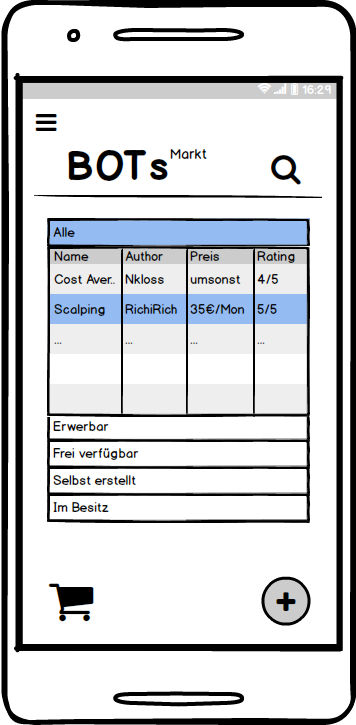 16:29
BOTs Markt
Alle
Name Author Preis Rating
Cost Aver.. Nkloss umsonst 4/5
Scalping RichiRich 35€/Mon 5/5
... ... ... ...
Erwerbar
Frei verfügbar
Selbst erstellt
Im Besitz